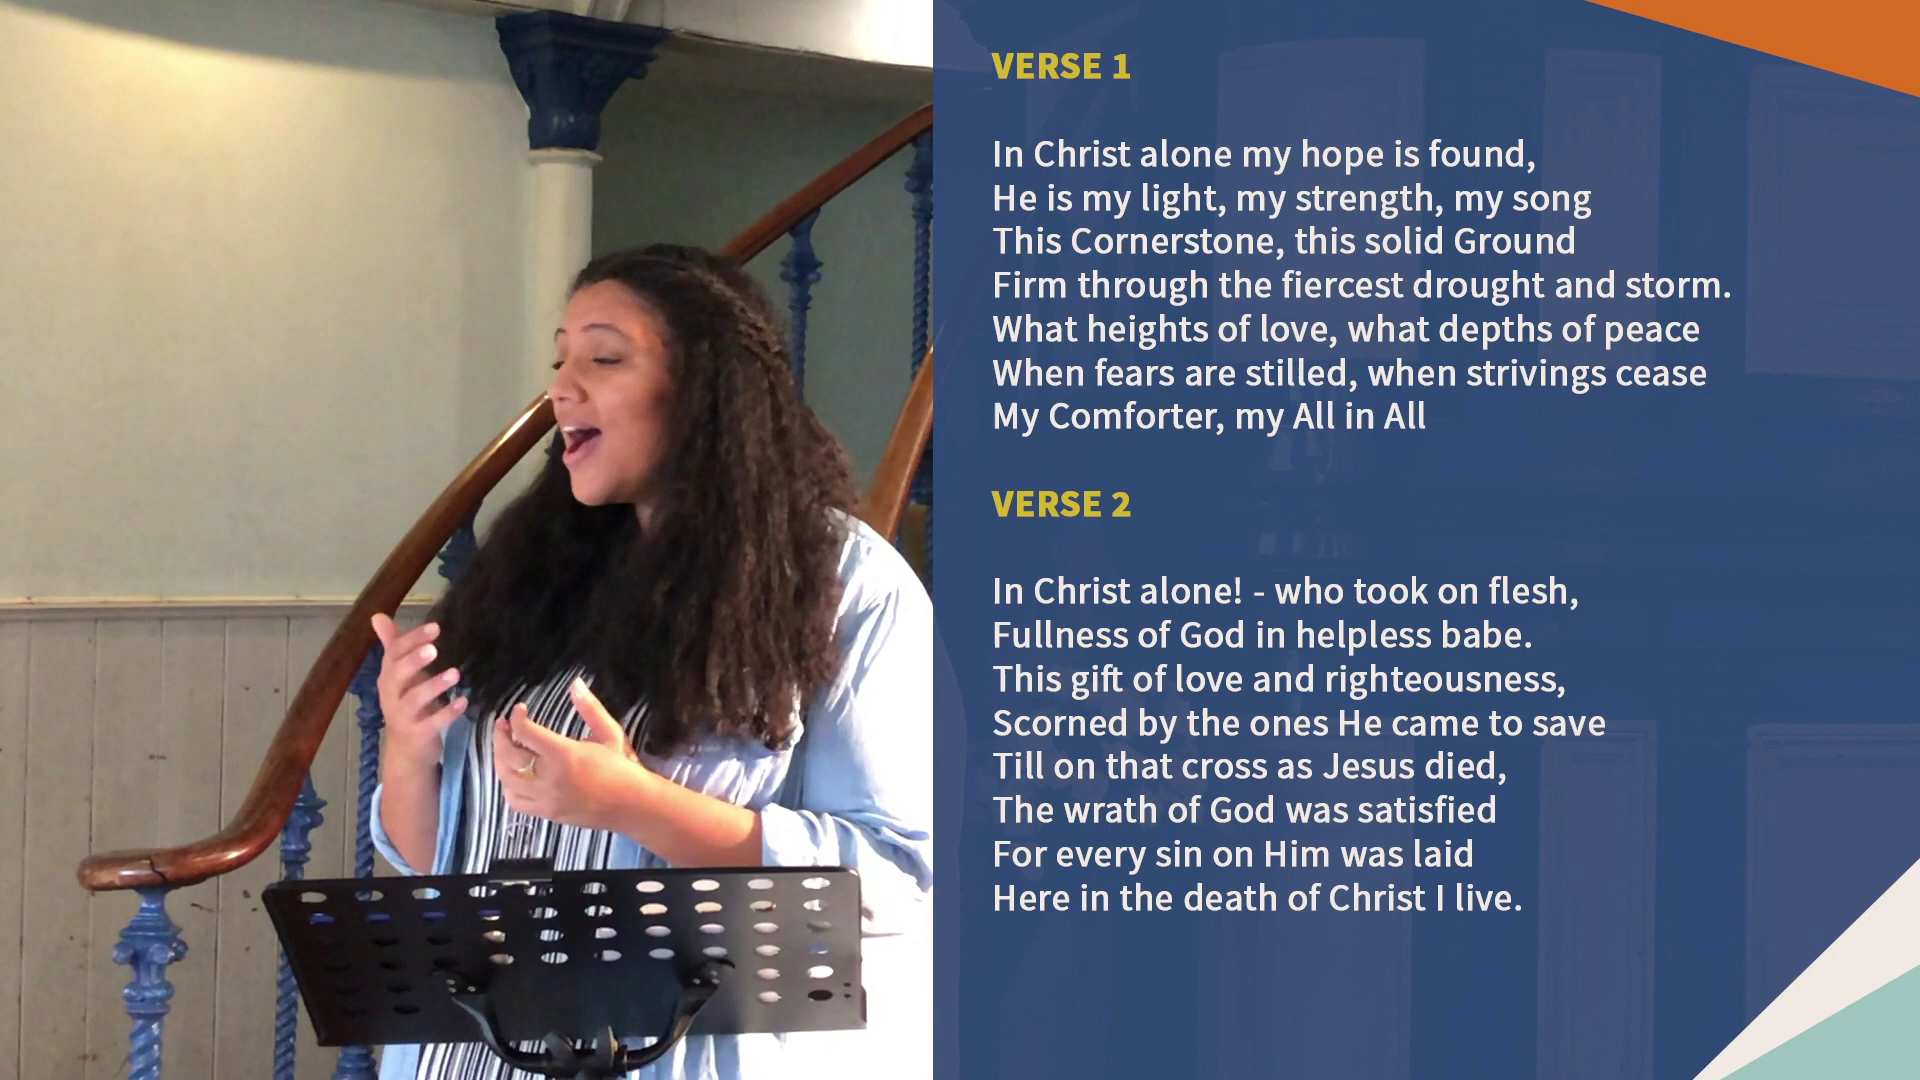 VERSE 1
In Christ alone my hope is found,
He is my light, my strength, my song
This Cornerstone, this solid Ground
Firm through the fiercest drought and storm.
What heights of love, what depths of peace
When fears are stilled, when strivings cease
My Comforter, my All in All
VERSE 2
In Christ alone! - who took on flesh,
Fullness of God in helpless babe.
This gift of love and righteousness,
Scorned by the ones He came to save
Till on that cross as Jesus died,
The wrath of God was satisfied
For every sin on Him was laid
Here in the death of Christ I live.